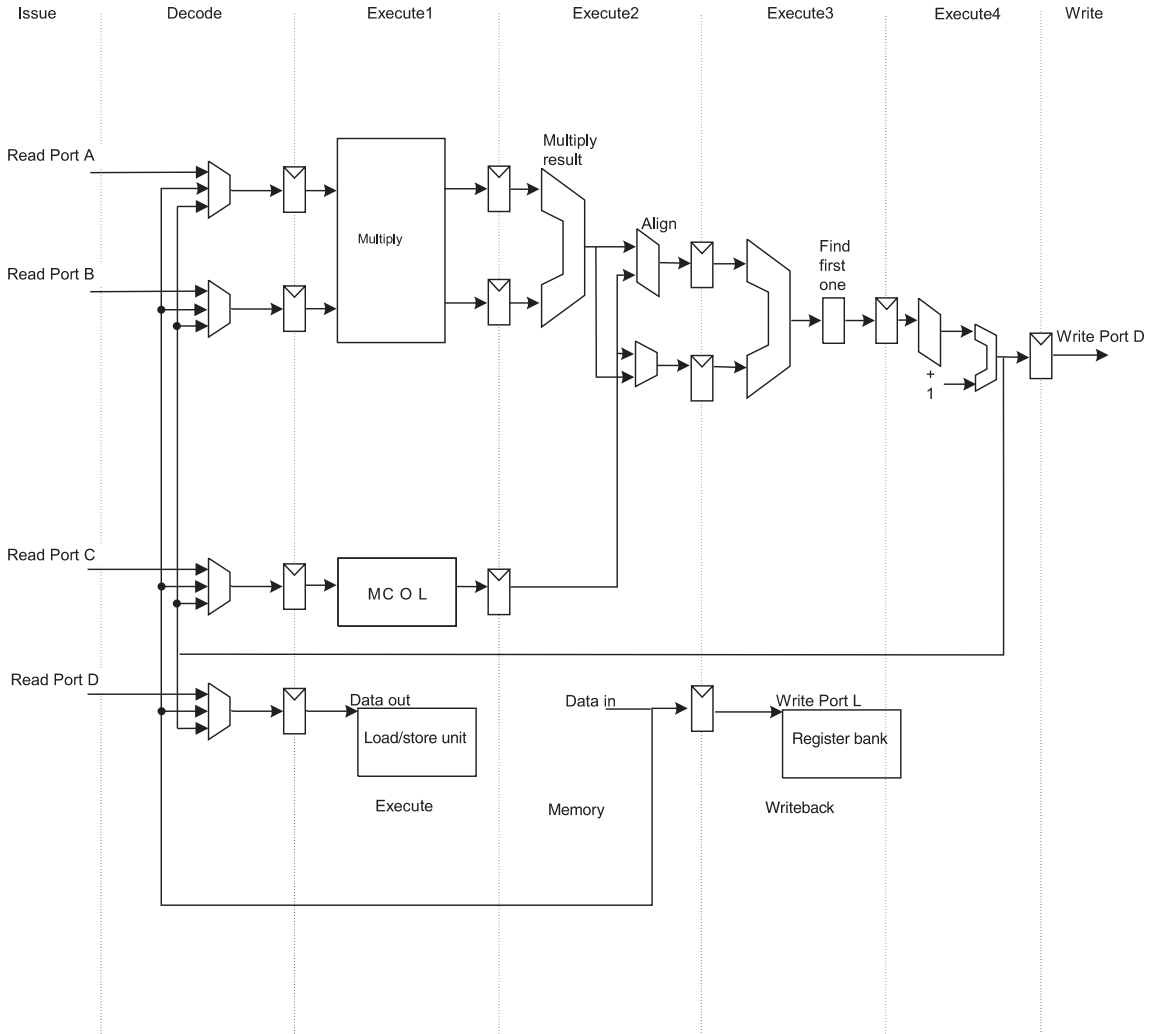 Issue
Decode
Execute1
Execute2
Execute3
Execute4
Write
Read Port A
Multiply
result
Multiply
Align
Read Port B
Find
first
one
Write Port D
+
1
Read Port C
MC O L
Read Port D
Data out
Data in
Write Port L
Load/store unit
Register bank
Execute
Memory
Writeback